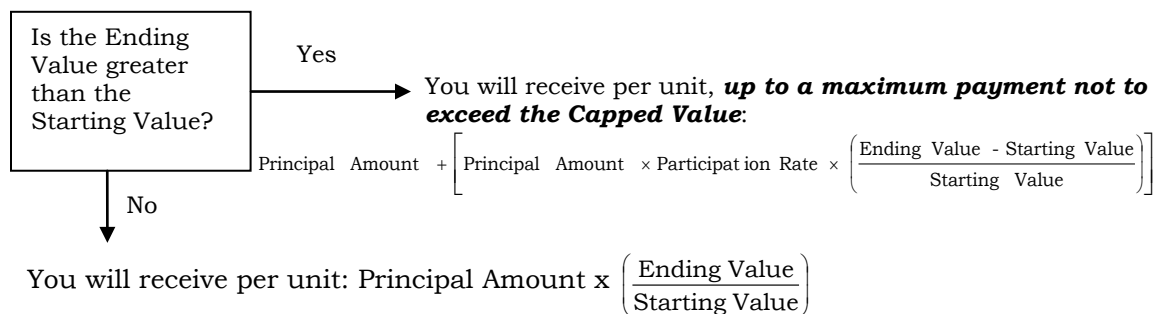 Is the Ending
Value greater
than the
Starting Value?
Yes
You will receive per unit, up to a maximum payment not to
exceed the Capped Value:
Principal Amount + [Principal Amount × Participat ion Rate × (Ending Value - Starting Value / Starting Value)]
No
You will receive per unit: Principal Amount x (Ending Value / Starting Value)